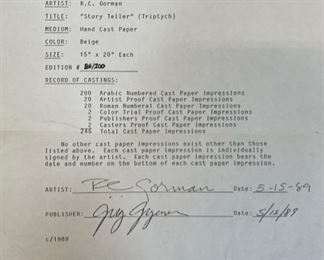 ARTIST: R.C. Gorman
TITLE: "Story Teller" (Triptych)
MEDIUM: Hand Cast Paper
COLOR: Beige
SIZE: 15" x 20" Each
EDITION # 86/200
RECORD OF CASTINGS:
200 Arabic Numbered Cast Paper Impressions
20 Artist Proof Cast Paper Impressions
20 Roman Numberal Cast Paper Impressions
2 Color Trial Proof Cast Paper Impressions
2 Publishers Proof Cast Paper Impressions
2 Casters Proof Cast Paper Impressions
246 Total Cast Paper Impressions
No other cast paper impressions exist other than those
listed above. Each cast paper impression is individually
signed by the artist. Each cast paper impression bears the
date and number on the bottom of each cast paper impression.
ARTIST: RC Gorman Date: 5-15-89
PUBLISHER: Date: 5/15/89
c/1989